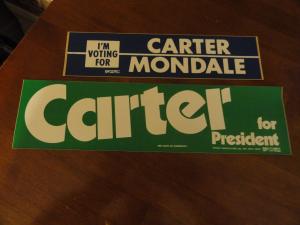 I'M
VOTING
FOR
CARTER
MONDALE
Carter
for
President